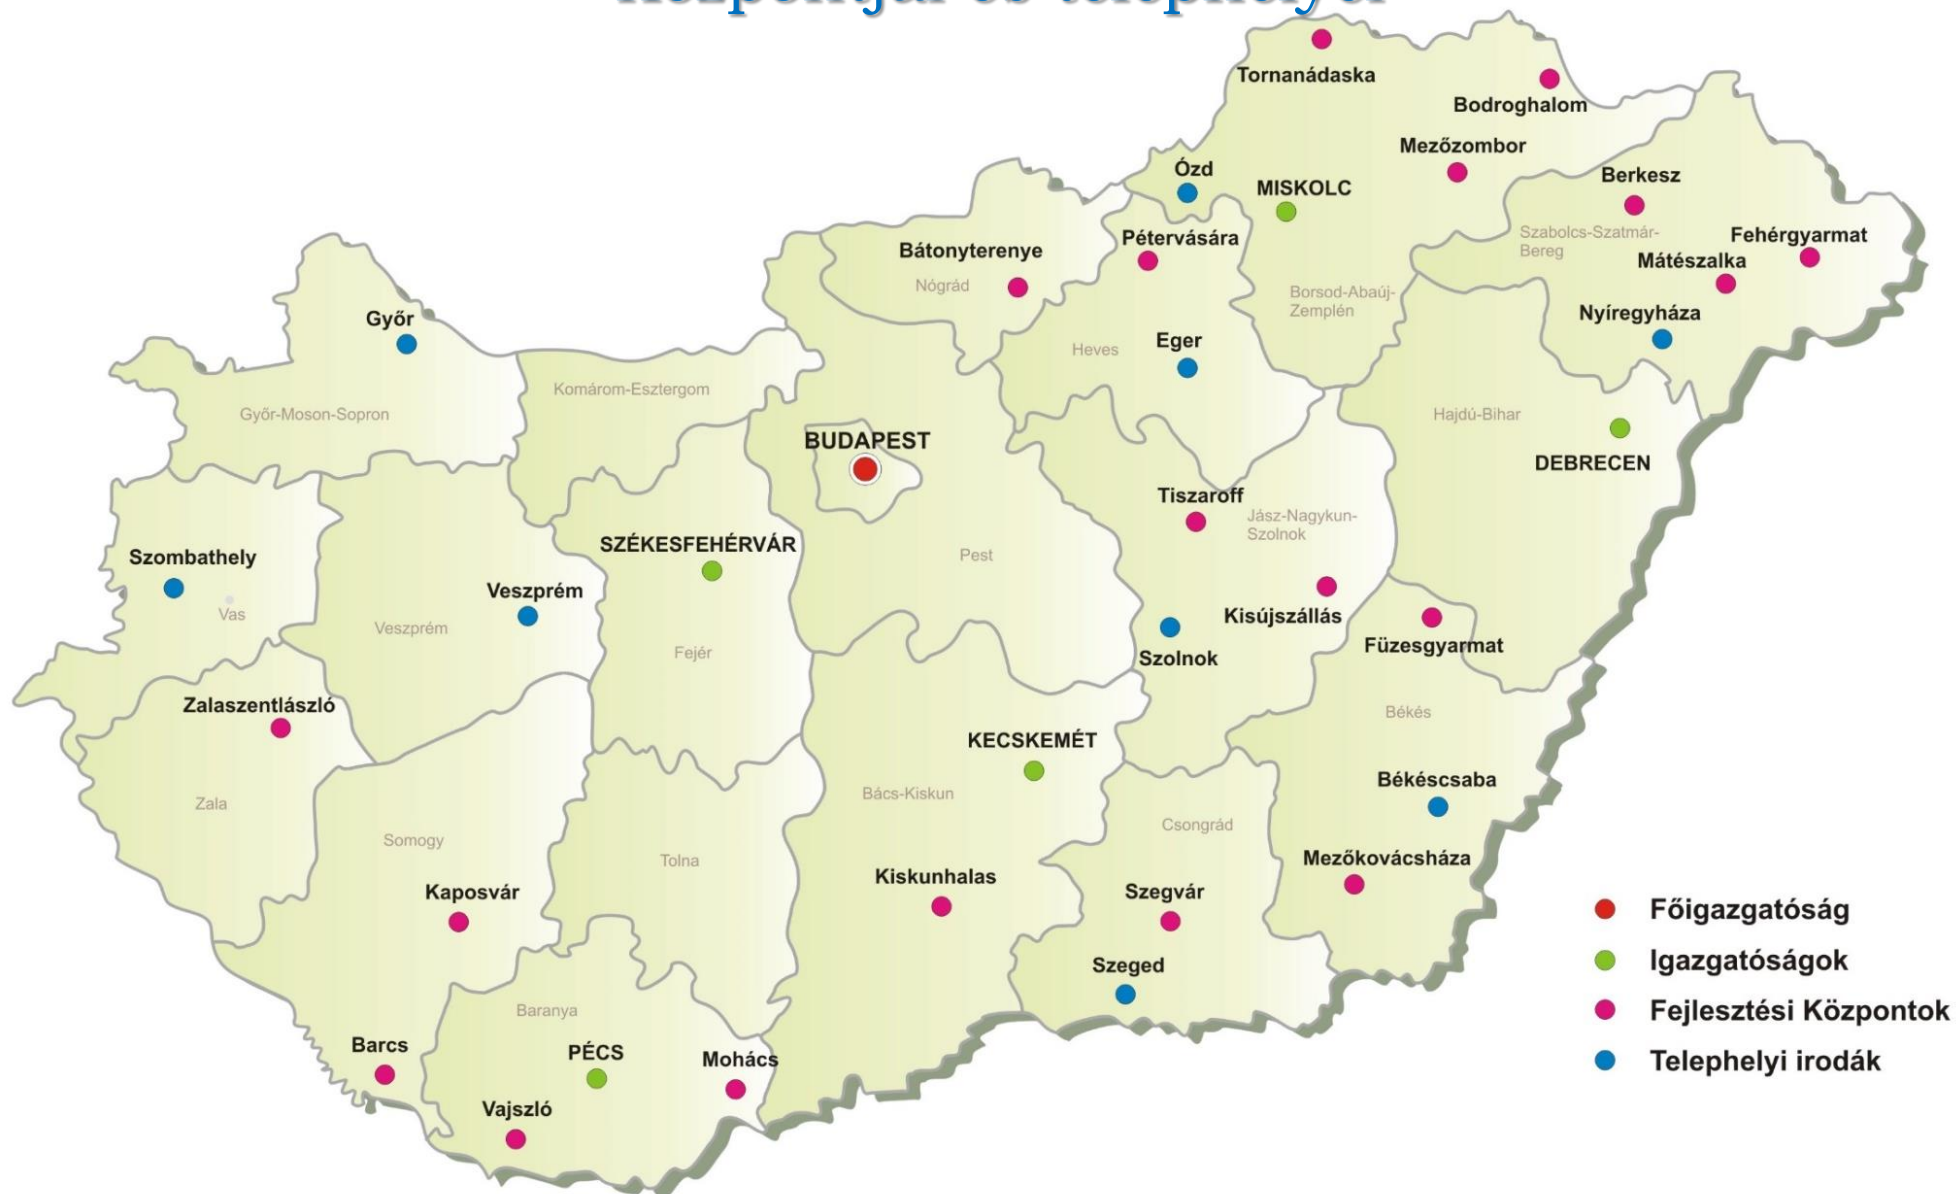 központjai és telephelyei
Tornanádaska
Bodroghalom
Mezőzombor
Ózd
MISKOLC
Berkesz
Szabolcs-Szatmár-
Bereg
Fehérgyarmat
Mátészalka
Nyíregyháza
Pétervására
Bátonyterenye
Nógrád
Borsod-Abaúj-
Zemplén
Győr
Eger
Heves
Komárom-Esztergom
Győr-Moson-Sopron
Hajdú-Bihar
BUDAPEST
DEBRECEN
Tiszaroff
Jász-Nagykun-
Szolnok
SZÉKESFEHÉRVÁR
Pest
Szombathely
Veszprém
Vas
Veszprém
Fejér
Kisújszállás
Füzesgyarmat
Szolnok
Zalaszentlászló
Békés
KECSKEMÉT
Békéscsaba
Bács-Kiskun
Zala
Csongrád
Somogy
Tolna
Mezőkovácsháza
Kiskunhalas
Kaposvár
Szegvár
Szeged
Baranya
Barcs
PÉCS
Mohács
Vajszló
Főigazgatóság
Igazgatóságok
Fejlesztési Központok
Telephelyi irodák